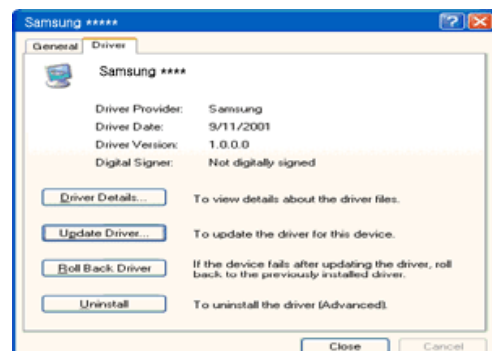 Samsung *****
General Driver
Samsung ****
Driver Provider: Samsung
Driver Date: 9/11/2001
Driver Version: 1.0.0.0
Digital Signer: Not digitally signed
Driver Details... To view details about the driver files.
Update Driver... To update the driver for this device.
Roll Back Driver If the device fails after updating the driver, roll
back to the previously installed driver.
Uninstall To uninstall the driver (Advanced).
Close Cancel